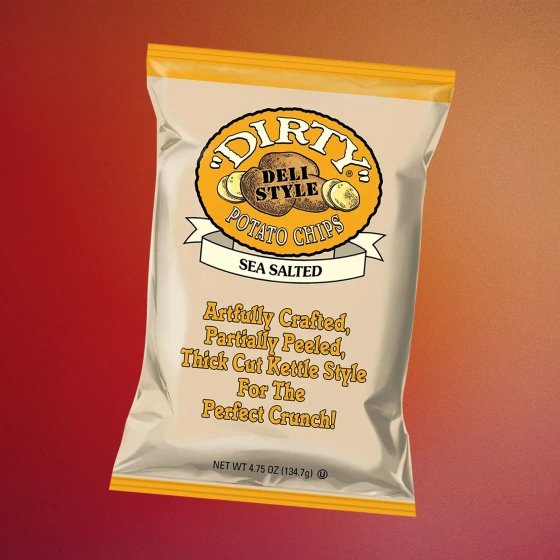 "DIRTY"®
DELI
STYLE
POTATO CHIPS
SEA SALTED
Artfully Crafted,
Partially Peeled,
Thick Cut Kettle Style
For The
Perfect Crunch!
NET WT 4.75 OZ (134.7g) Ⓤ